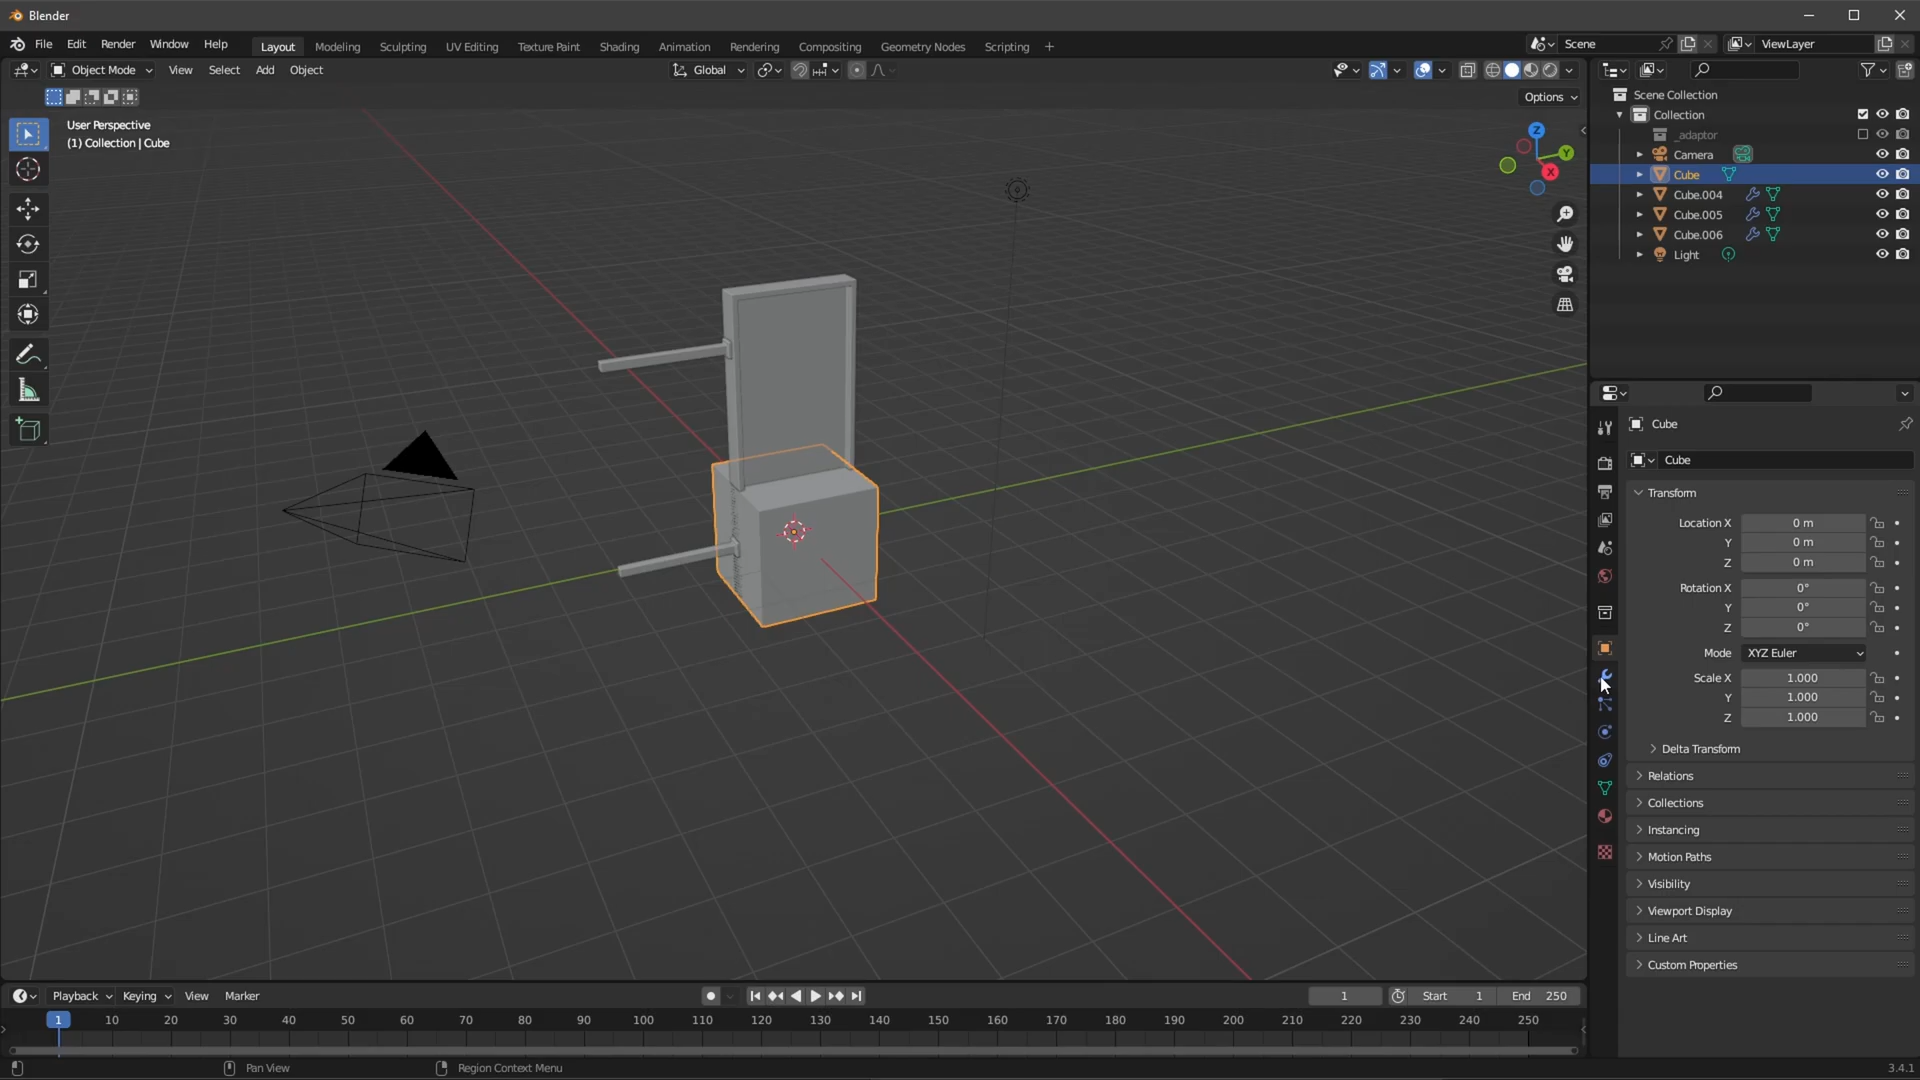 Blender
File Edit Render Window Help Layout Modeling Sculpting UV Editing Texture Paint Shading Animation Rendering Compositing Geometry Nodes Scripting + Scene ViewLayer
Object Mode View Select Add Object Global
Options
User Perspective
(1) Collection | Cube
Z
Y
X
Scene Collection
Collection
_adaptor
Camera
Cube
Cube.004
Cube.005
Cube.006
Light
Cube
Cube
Transform
Location X 0 m
Y 0 m
Z 0 m
Rotation X 0°
Y 0°
Z 0°
Mode XYZ Euler
Scale X 1.000
Y 1.000
Z 1.000
Delta Transform
Relations
Collections
Instancing
Motion Paths
Visibility
Viewport Display
Line Art
Custom Properties
Playback Keying View Marker 1 Start 1 End 250
1 10 20 30 40 50 60 70 80 90 100 110 120 130 140 150 160 170 180 190 200 210 220 230 240 250
Pan View Region Context Menu 3.4.1